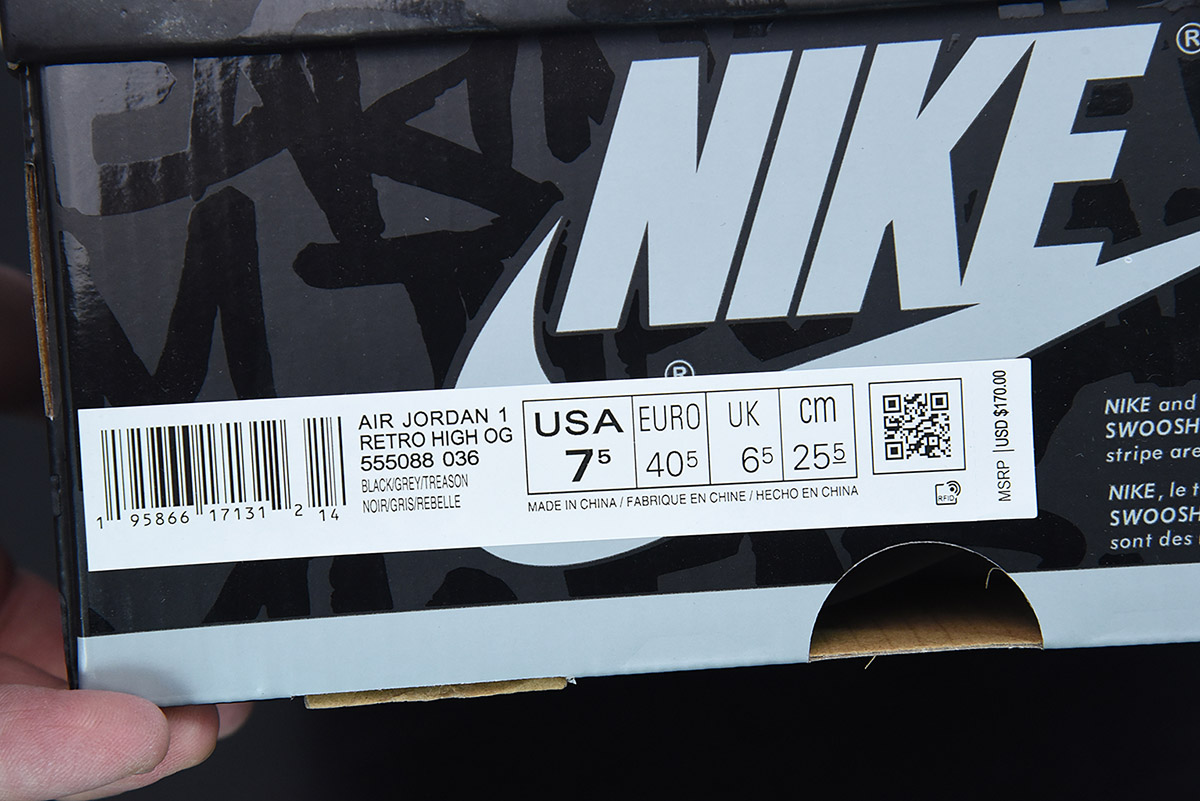 NIKE®
®
AIR JORDAN 1
RETRO HIGH OG
555088 036
BLACK/GREY/TREASON
NOIR/GRIS/REBELLE
1 95866 17131 2 14
USA EURO UK cm
7⁵ 40⁵ 6⁵ 25⁵
MADE IN CHINA / FABRIQUE EN CHINE / HECHO EN CHINA
RFID
MSRP | USD $170.00
NIKE and
SWOOSH
stripe are
NIKE, le t
SWOOSH
sont des